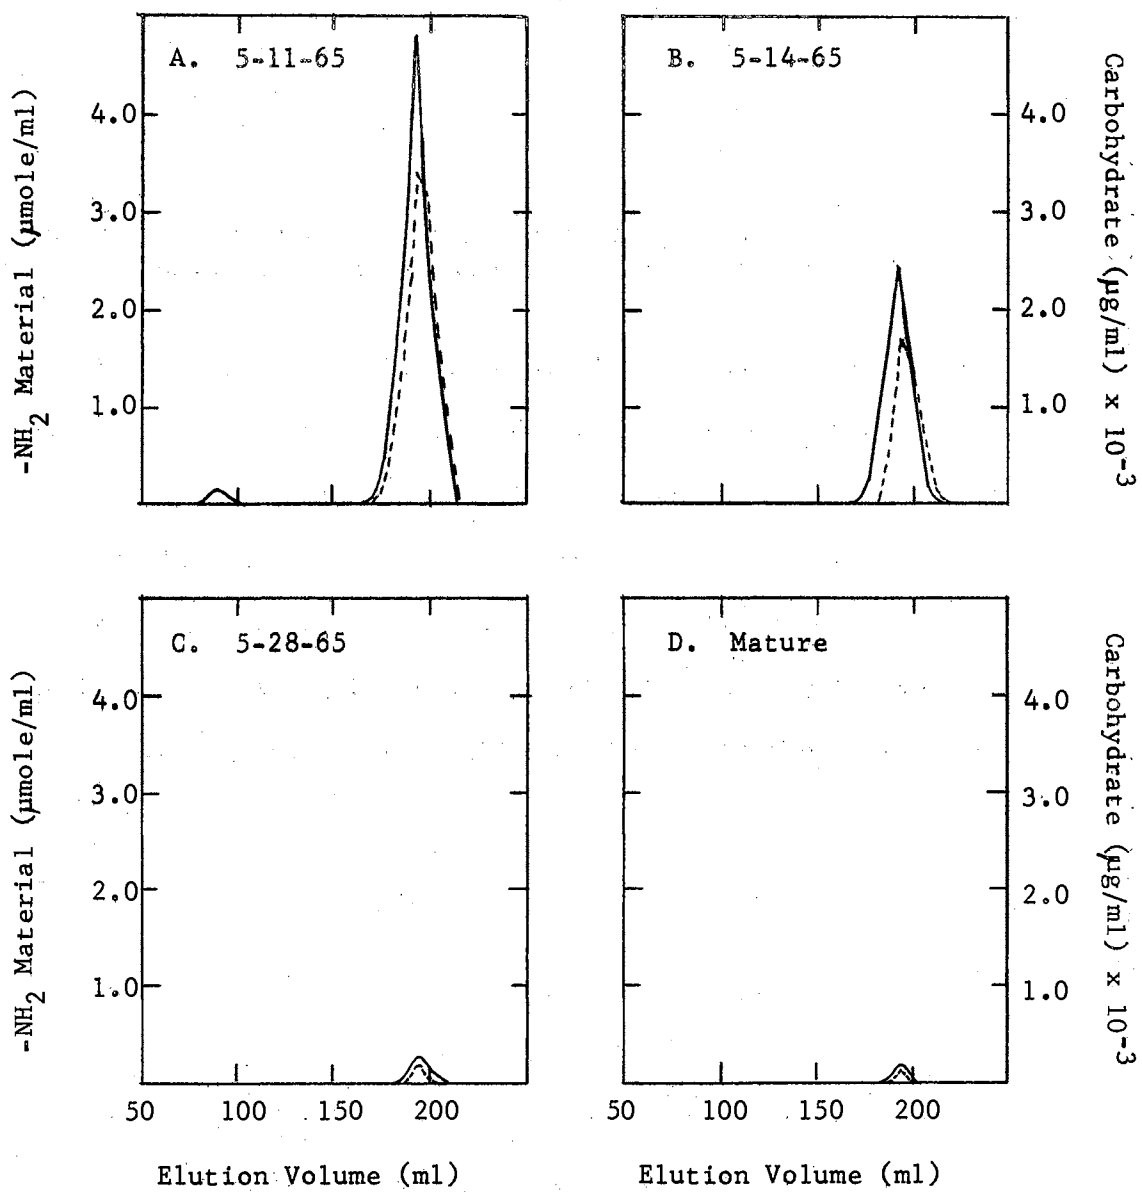 A. 5-11-65
B. 5-14-65
4.0
3.0
2.0
1.0
4.0
3.0
2.0
1.0
-NH2 Material (μmole/ml)
Carbohydrate (μg/ml) x 10-3
C. 5-28-65
D. Mature
4.0
3.0
2.0
1.0
4.0
3.0
2.0
1.0
-NH2 Material (μmole/ml)
Carbohydrate (μg/ml) x 10-3
50 100 150 200
50 100 150 200
Elution Volume (ml)
Elution Volume (ml)